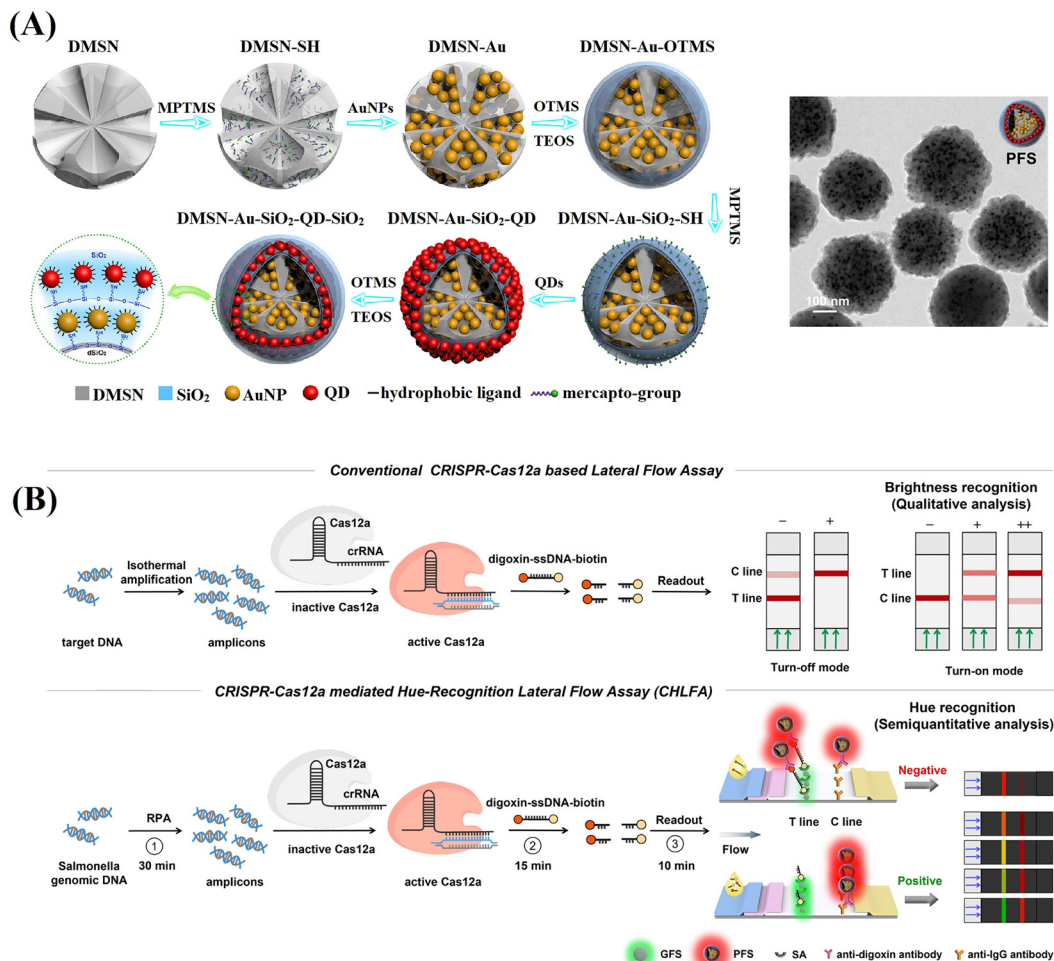 (A)
DMSN
DMSN-SH
DMSN-Au
DMSN-Au-OTMS
MPTMS
AuNPs
OTMS
TEOS
PFS
100 nm
MPTMS
DMSN-Au-SiO₂-QD-SiO₂
DMSN-Au-SiO₂-QD
DMSN-Au-SiO₂-SH
OTMS
TEOS
QDs
SiO₂
dSiO₂
DMSN
SiO₂
AuNP
QD
hydrophobic ligand
mercapto-group
Conventional CRISPR-Cas12a based Lateral Flow Assay
(B)
Brightness recognition
(Qualitative analysis)
Cas12a
crRNA
Isothermal
amplification
inactive Cas12a
digoxin-ssDNA-biotin
Readout
target DNA
amplicons
active Cas12a
− +
C line
T line
Turn-off mode
− + ++
T line
C line
Turn-on mode
CRISPR-Cas12a mediated Hue-Recognition Lateral Flow Assay (CHLFA)
Hue recognition
(Semiquantitative analysis)
Cas12a
crRNA
RPA
1
30 min
inactive Cas12a
digoxin-ssDNA-biotin
2
15 min
Readout
3
10 min
Salmonella
genomic DNA
amplicons
active Cas12a
Negative
T line C line
Flow
Positive
GFS
PFS
SA
anti-digoxin antibody
anti-IgG antibody